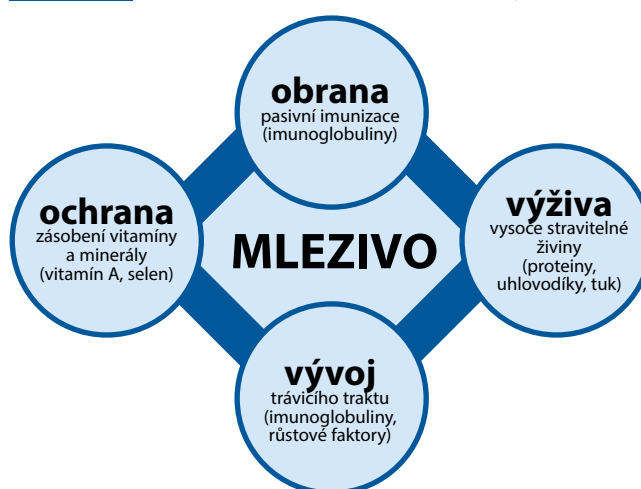 obrana
pasivní imunizace
(imunoglobuliny)
ochrana
zásobení vitamíny
a minerály
(vitamín A, selen)
MLEZIVO
výživa
vysoce stravitelné
živiny
(proteiny,
uhlovodíky, tuk)
vývoj
trávicího traktu
(imunoglobuliny,
růstové faktory)